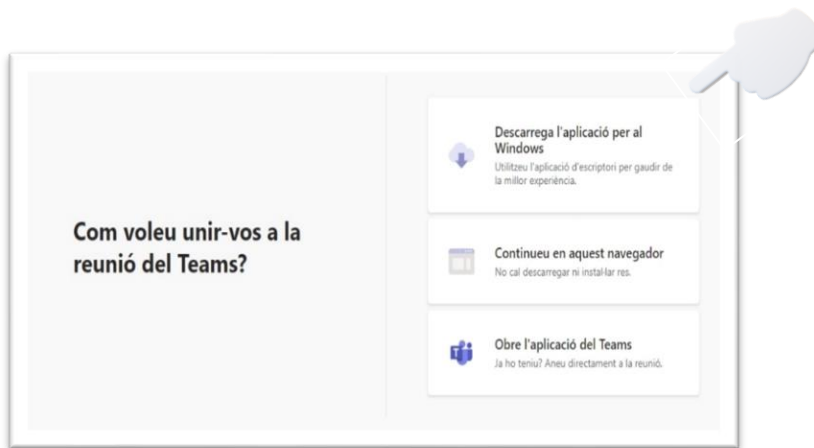 Com voleu unir-vos a la
reunió del Teams?
Descarrega l'aplicació per al
Windows
Utilitzeu l'aplicació d'escriptori per gaudir de
la millor experiència.
Continueu en aquest navegador
No cal descarregar ni instal·lar res.
Obre l'aplicació del Teams
Ja ho teniu? Aneu directament a la reunió.